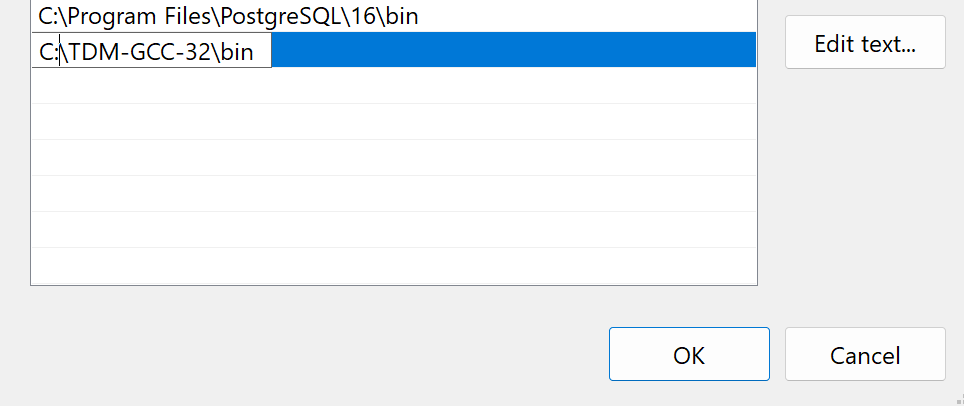 C:\Program Files\PostgreSQL\16\bin
C:\TDM-GCC-32\bin
Edit text...
OK
Cancel